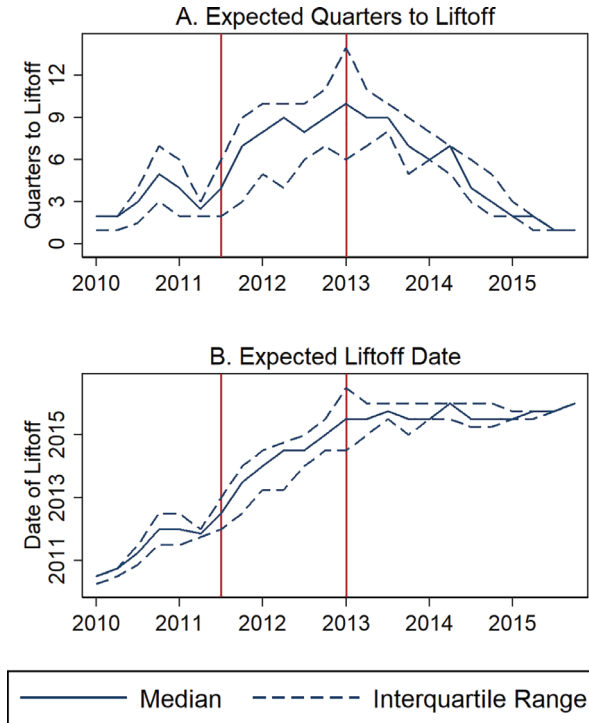 A. Expected Quarters to Liftoff
Quarters to Liftoff
12
9
6
3
0
2010 2011 2012 2013 2014 2015
B. Expected Liftoff Date
Date of Liftoff
2015
2013
2011
2010 2011 2012 2013 2014 2015
Median Interquartile Range